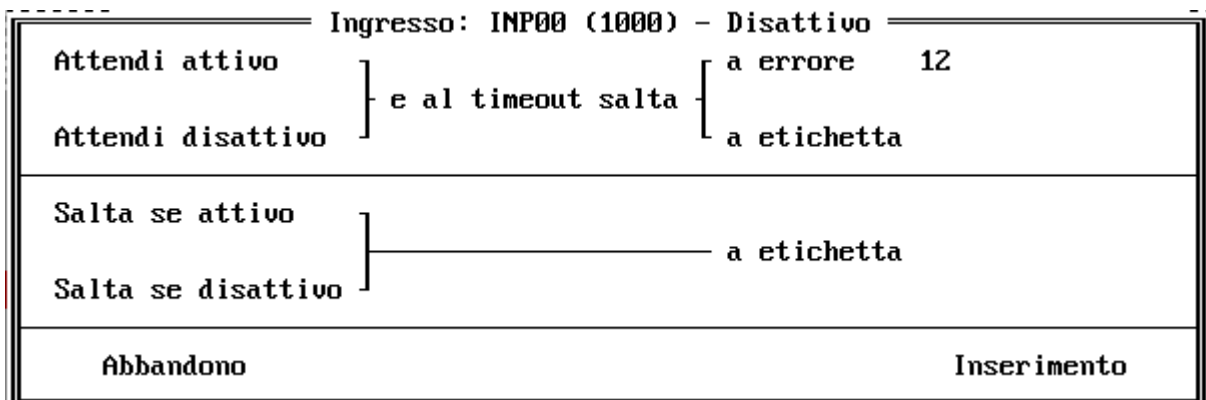 Ingresso: INP00 (1000) - Disattivo
Attendi attivo
a errore 12
e al timeout salta
Attendi disattivo
a etichetta
Salta se attivo
a etichetta
Salta se disattivo
Abbandono
Inserimento